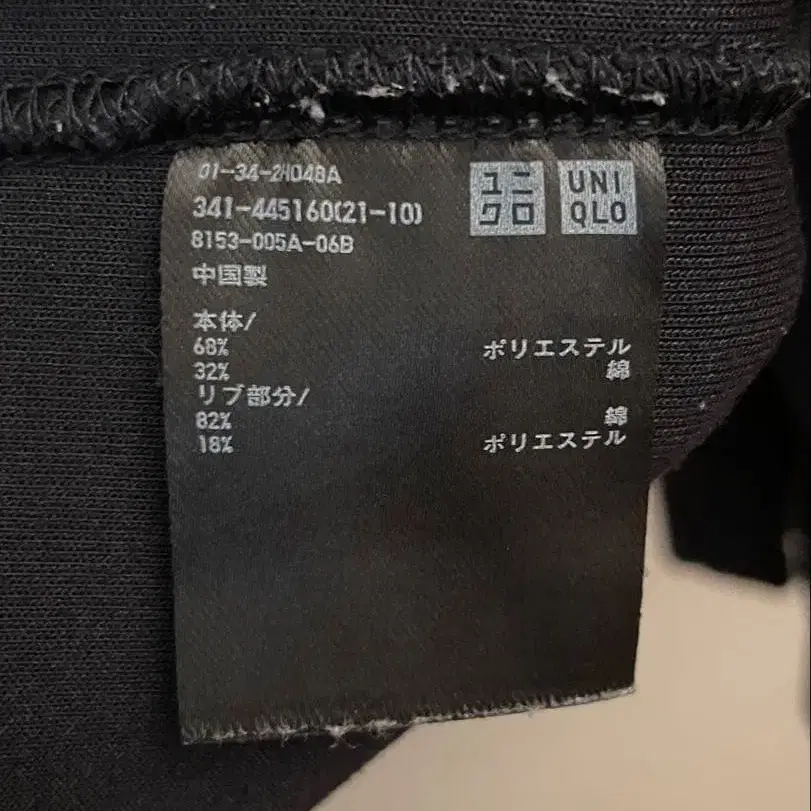 01-34-2H048A
341-445160(21-10)
8153-005A-06B
ユニクロ
UNIQLO
中国製
本体/
68% ポリエステル
32% 綿
リブ部分/
82% 綿
18% ポリエステル